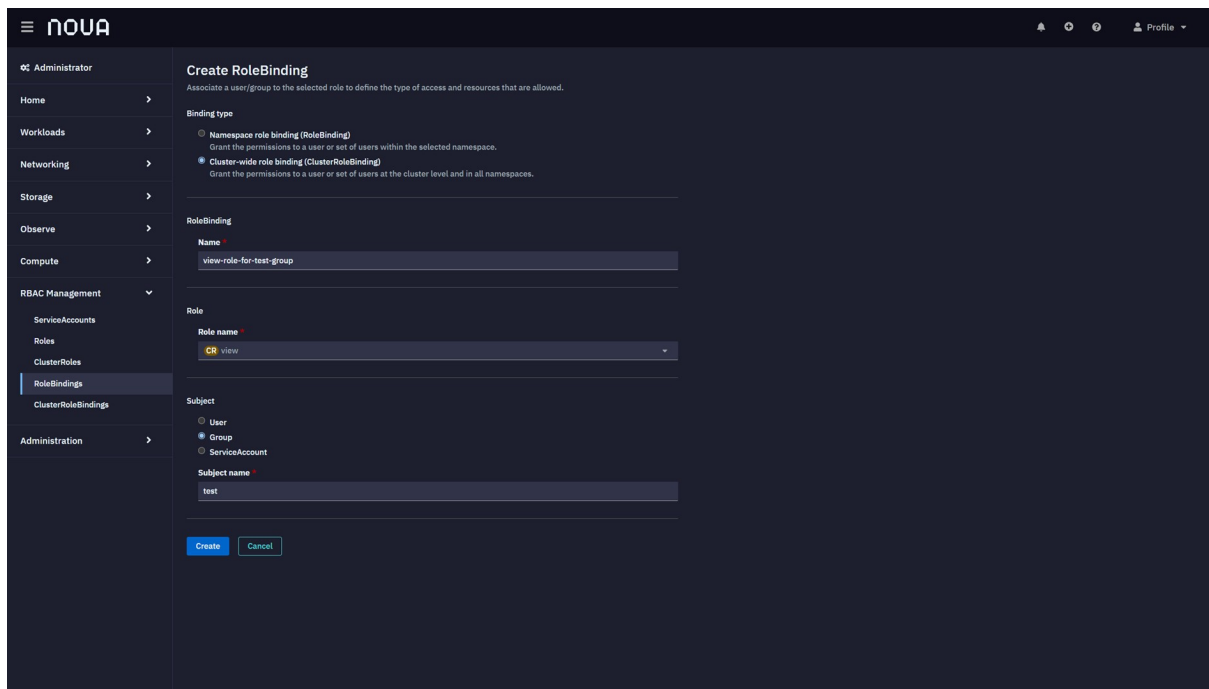 NOVA
Profile
Administrator
Home
Workloads
Networking
Storage
Observe
Compute
RBAC Management
ServiceAccounts
Roles
ClusterRoles
RoleBindings
ClusterRoleBindings
Administration
Create RoleBinding
Associate a user/group to the selected role to define the type of access and resources that are allowed.
Binding type
Namespace role binding (RoleBinding)
Grant the permissions to a user or set of users within the selected namespace.
Cluster-wide role binding (ClusterRoleBinding)
Grant the permissions to a user or set of users at the cluster level and in all namespaces.
RoleBinding
Name *
view-role-for-test-group
Role
Role name *
CR view
Subject
User
Group
ServiceAccount
Subject name *
test
Create Cancel